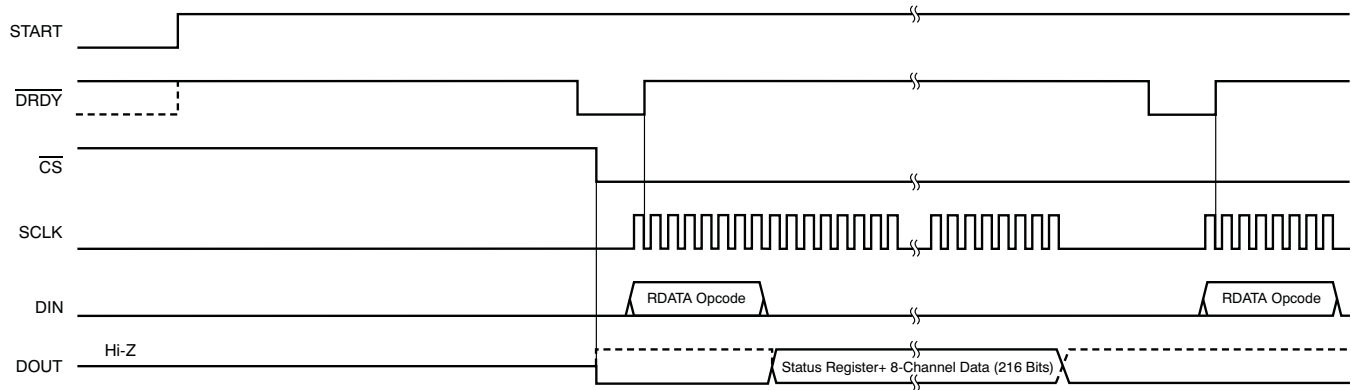 START
DRDY
CS
SCLK
DIN
RDATA Opcode
RDATA Opcode
Hi-Z
DOUT
Status Register+ 8-Channel Data (216 Bits)